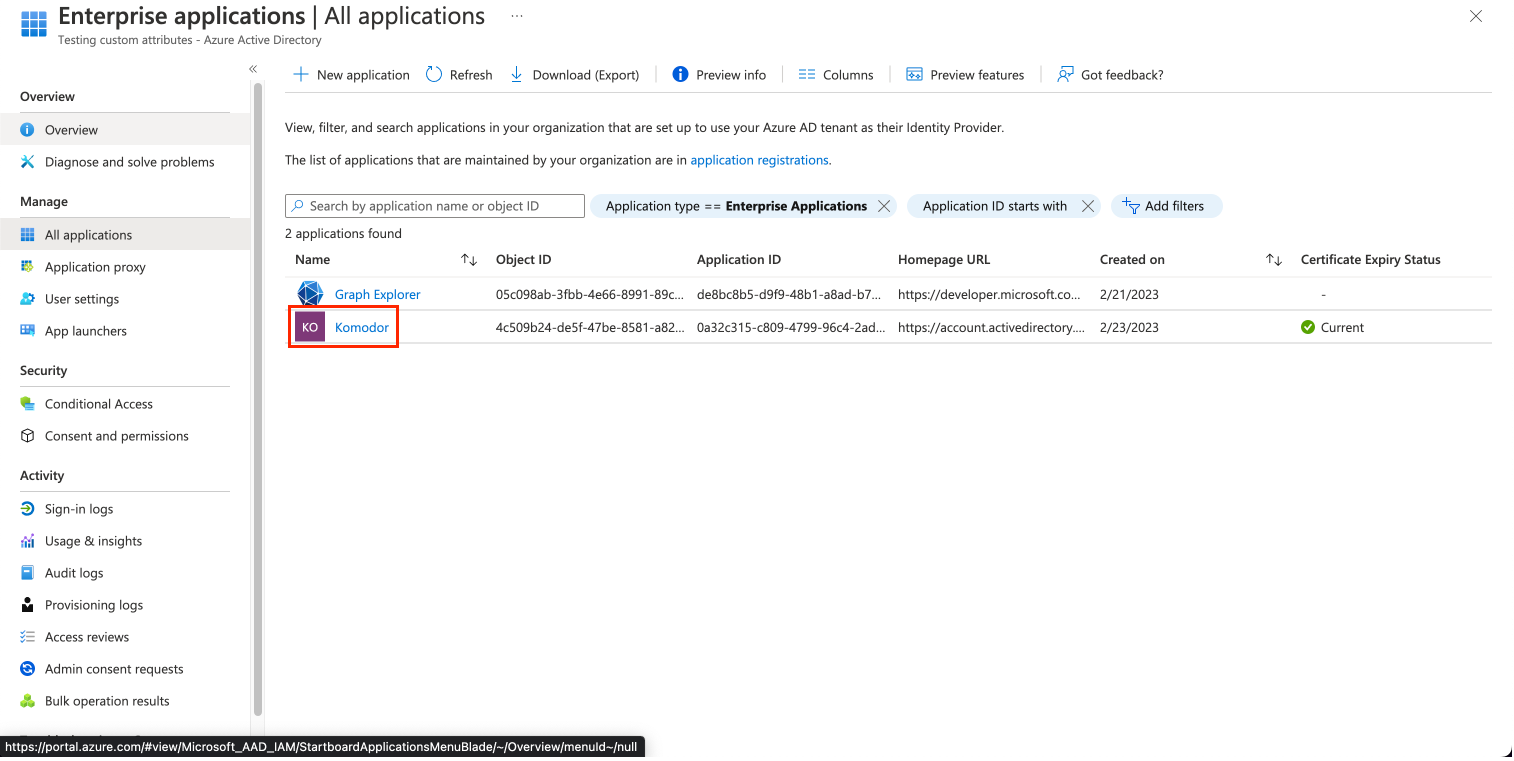 Enterprise applications | All applications ...
Testing custom attributes - Azure Active Directory
«
Overview
Overview
Diagnose and solve problems
Manage
All applications
Application proxy
User settings
App launchers
Security
Conditional Access
Consent and permissions
Activity
Sign-in logs
Usage & insights
Audit logs
Provisioning logs
Access reviews
Admin consent requests
Bulk operation results
New application Refresh Download (Export) Preview info Columns Preview features Got feedback?
View, filter, and search applications in your organization that are set up to use your Azure AD tenant as their Identity Provider.
The list of applications that are maintained by your organization are in application registrations.
Search by application name or object ID Application type == Enterprise Applications Application ID starts with Add filters
2 applications found
Name Object ID Application ID Homepage URL Created on Certificate Expiry Status
Graph Explorer 05c098ab-3fbb-4e66-8991-89c... de8bc8b5-d9f9-48b1-a8ad-b7... https://developer.microsoft.co... 2/21/2023 -
KO Komodor 4c509b24-de5f-47be-8581-a82... 0a32c315-c809-4799-96c4-2ad... https://account.activedirectory.... 2/23/2023 Current
https://portal.azure.com/#view/Microsoft_AAD_IAM/StartboardApplicationsMenuBlade/~/Overview/menuId~/null